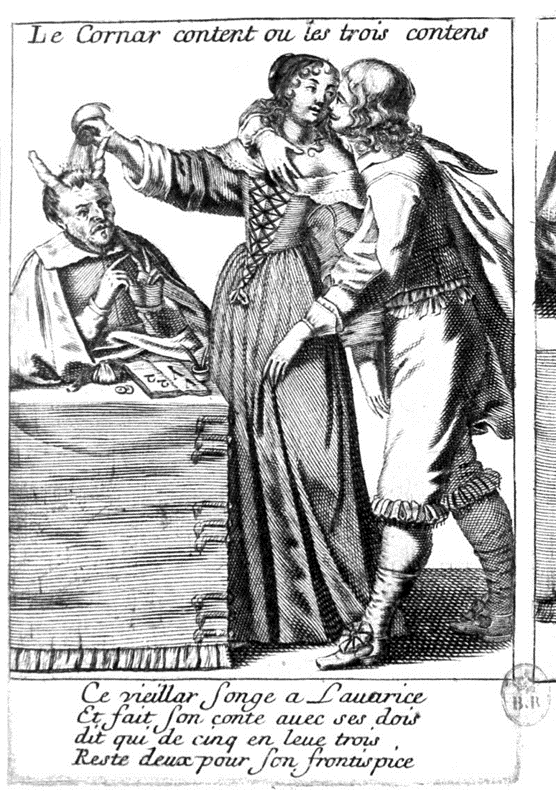 Le Cornar content ou les trois contens
Ce vieillar songe a L'auarice
Et fait son conte auec ses dois
dit qui de cinq en leue trois
Reste deux pour son frontispice
B.R